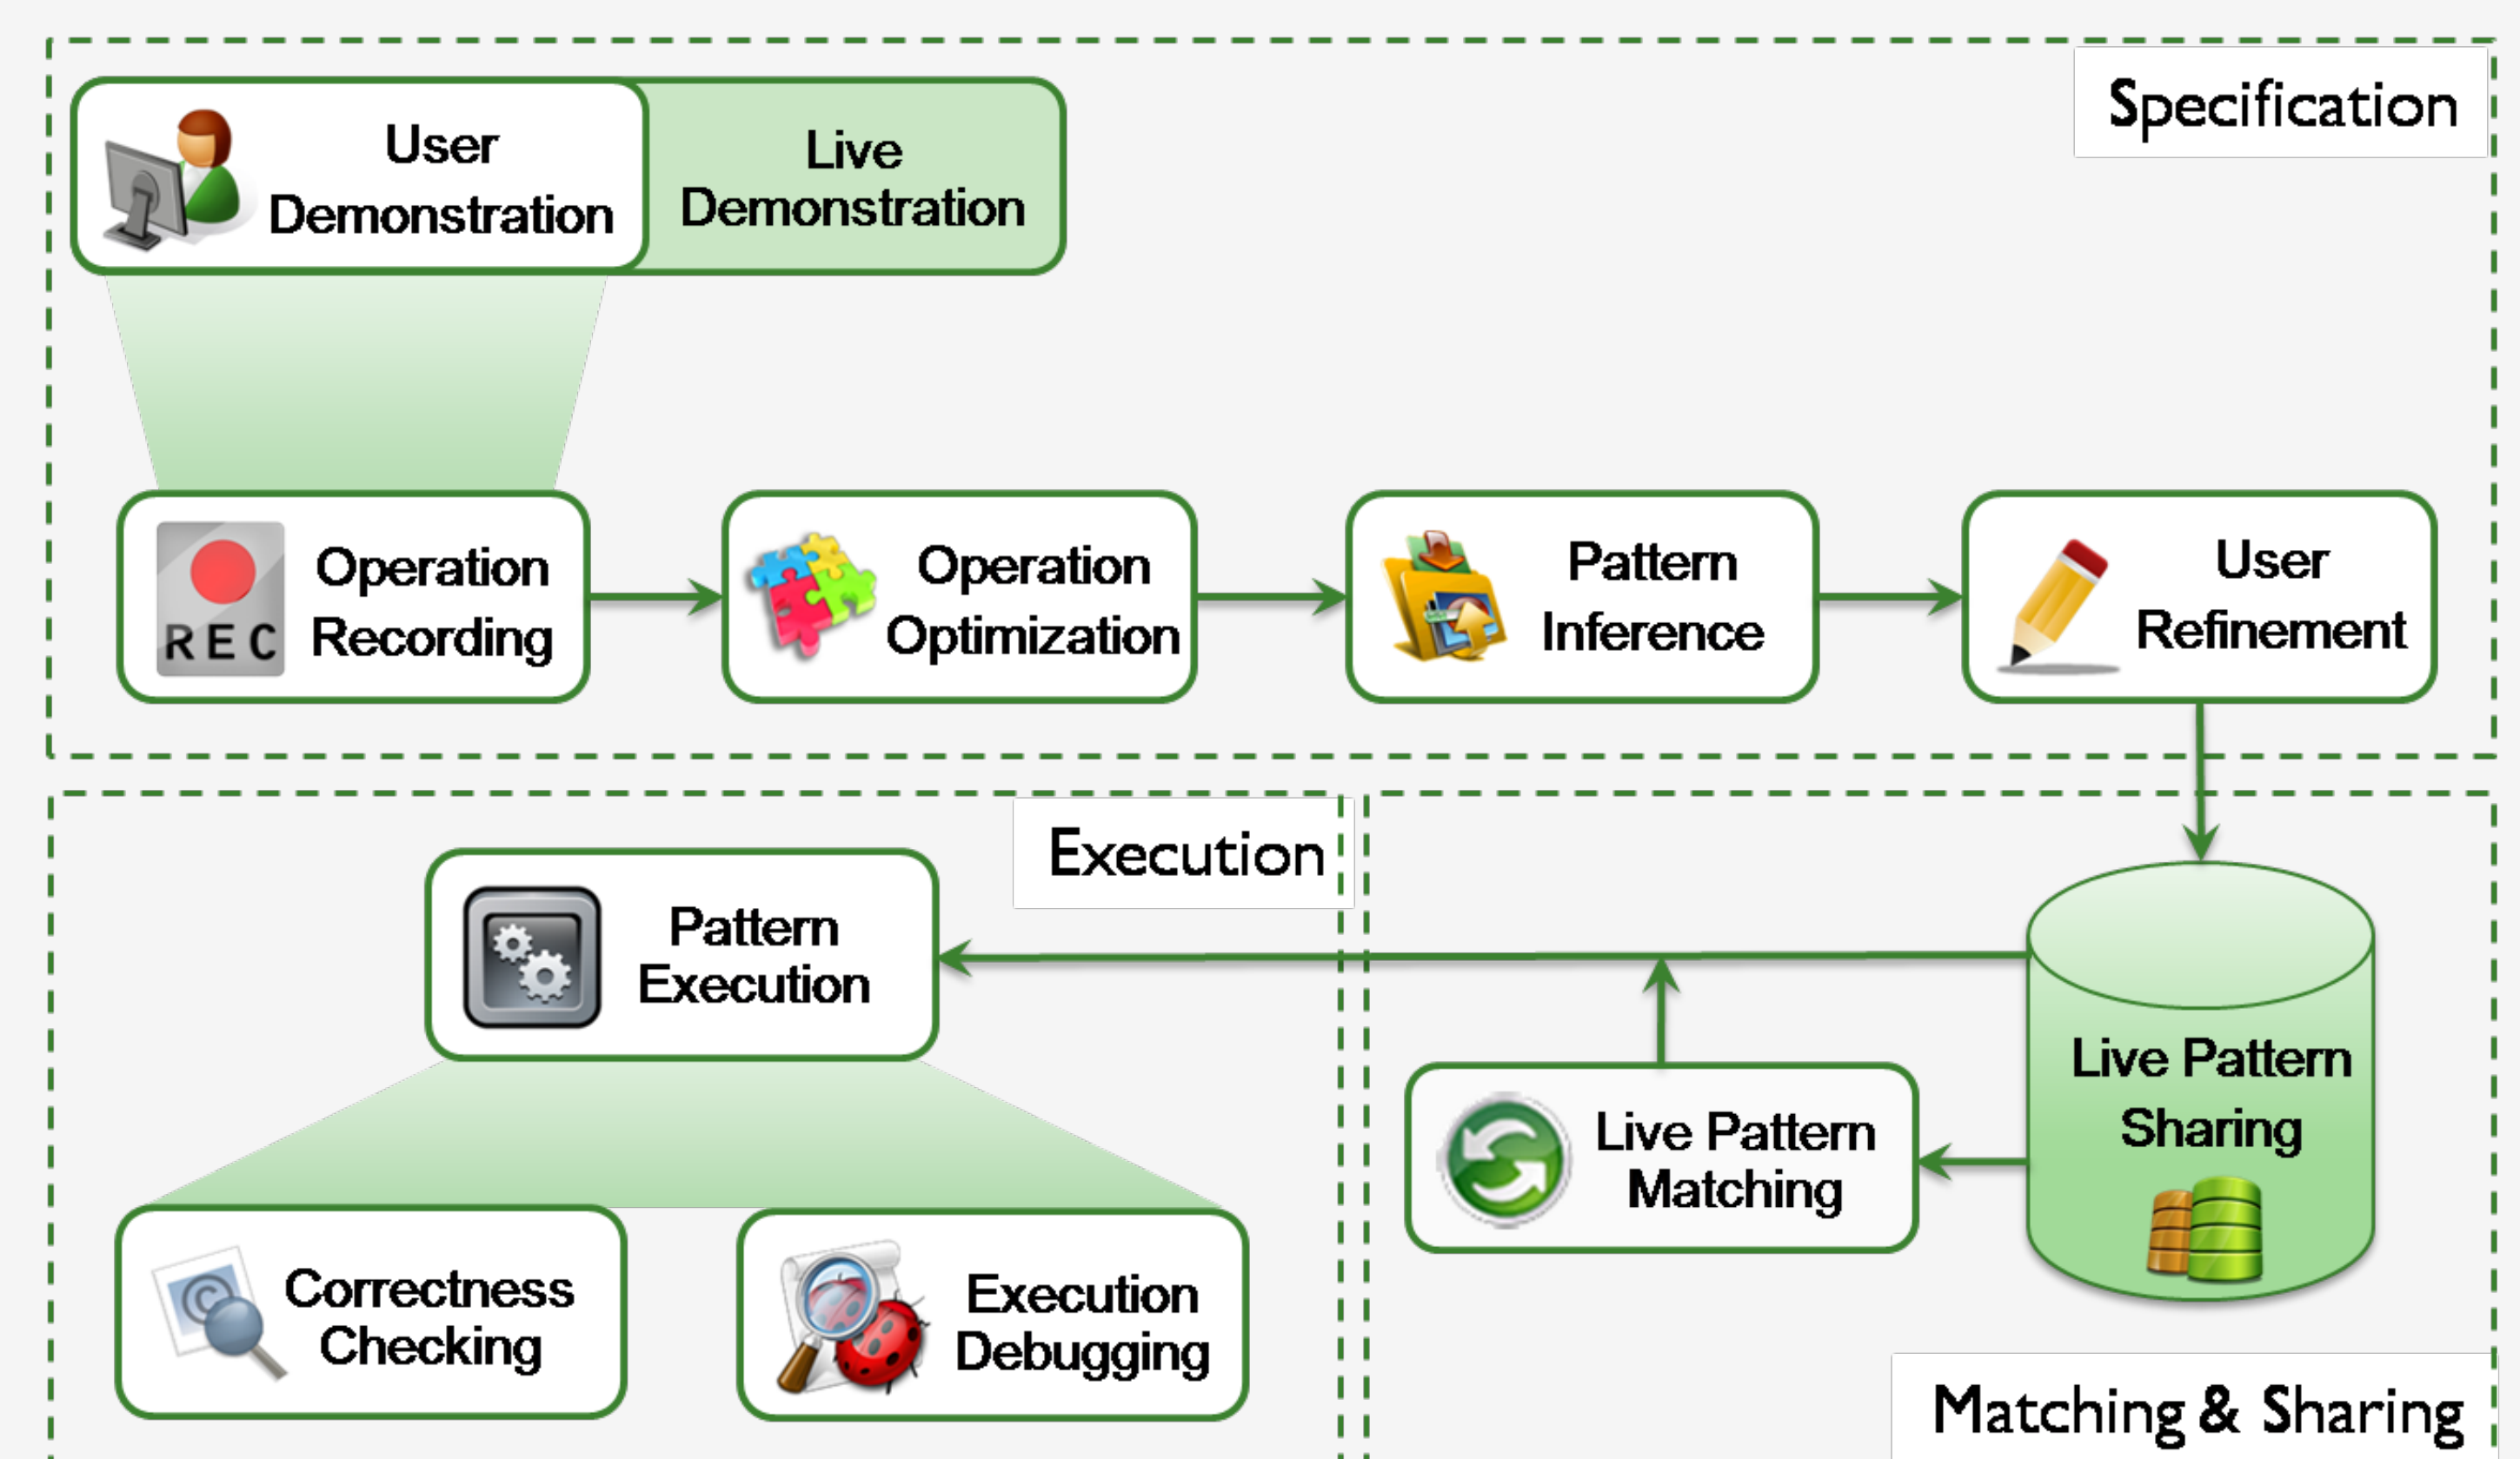 Specification
User
Demonstration
Live
Demonstration
REC
Operation
Recording
Operation
Optimization
Pattern
Inference
User
Refinement
Execution
Pattern
Execution
Live Pattern
Sharing
Live Pattern
Matching
Correctness
Checking
Execution
Debugging
Matching & Sharing